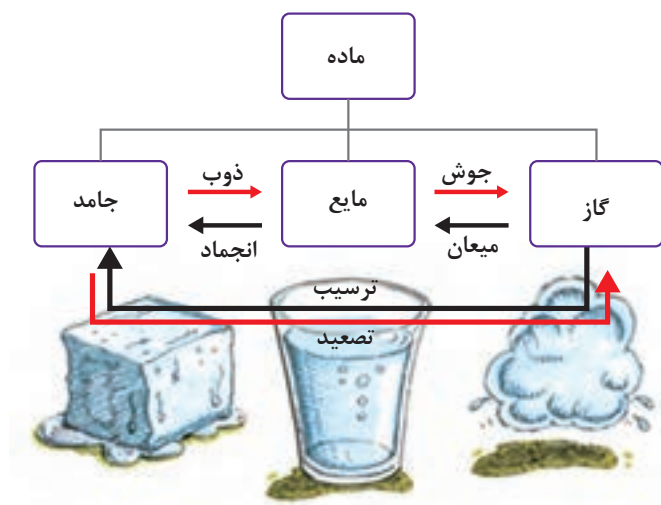 ماده
گاز
مایع
جامد
جوش
ذوب
میعان
انجماد
ترسیب
تصعید